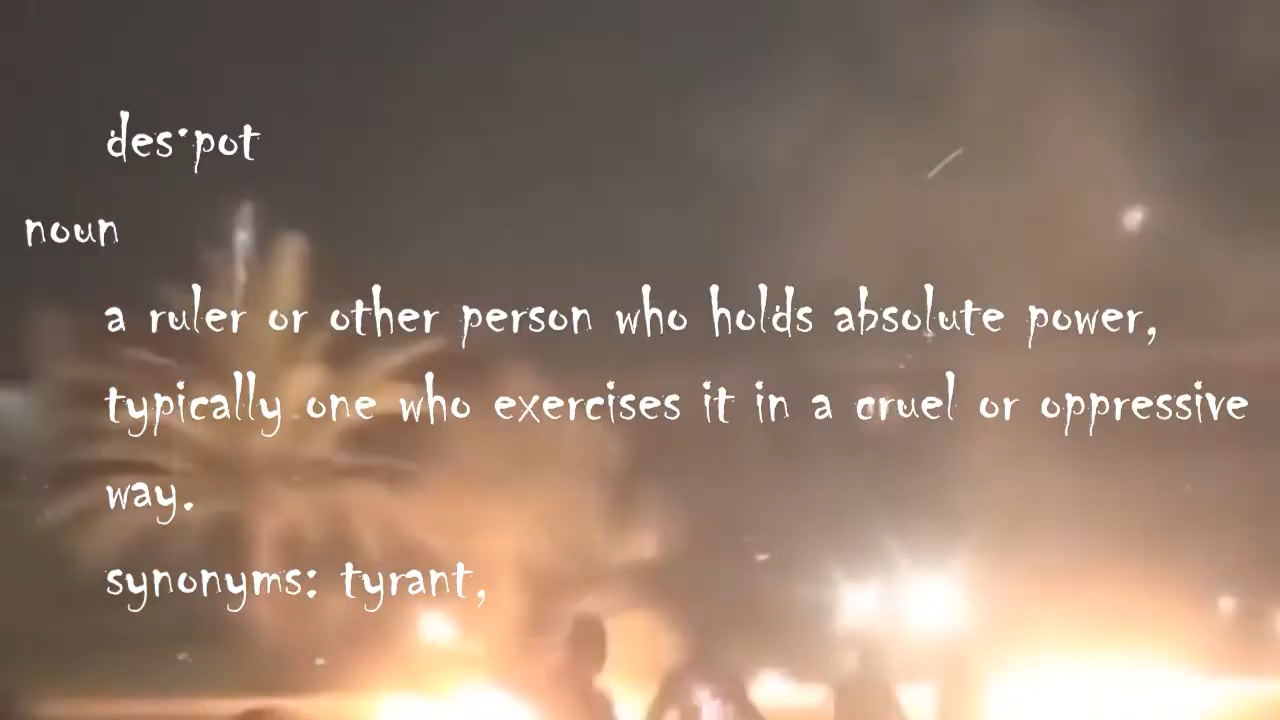 des·pot
noun
a ruler or other person who holds absolute power,
typically one who exercises it in a cruel or oppressive
way.
synonyms: tyrant,